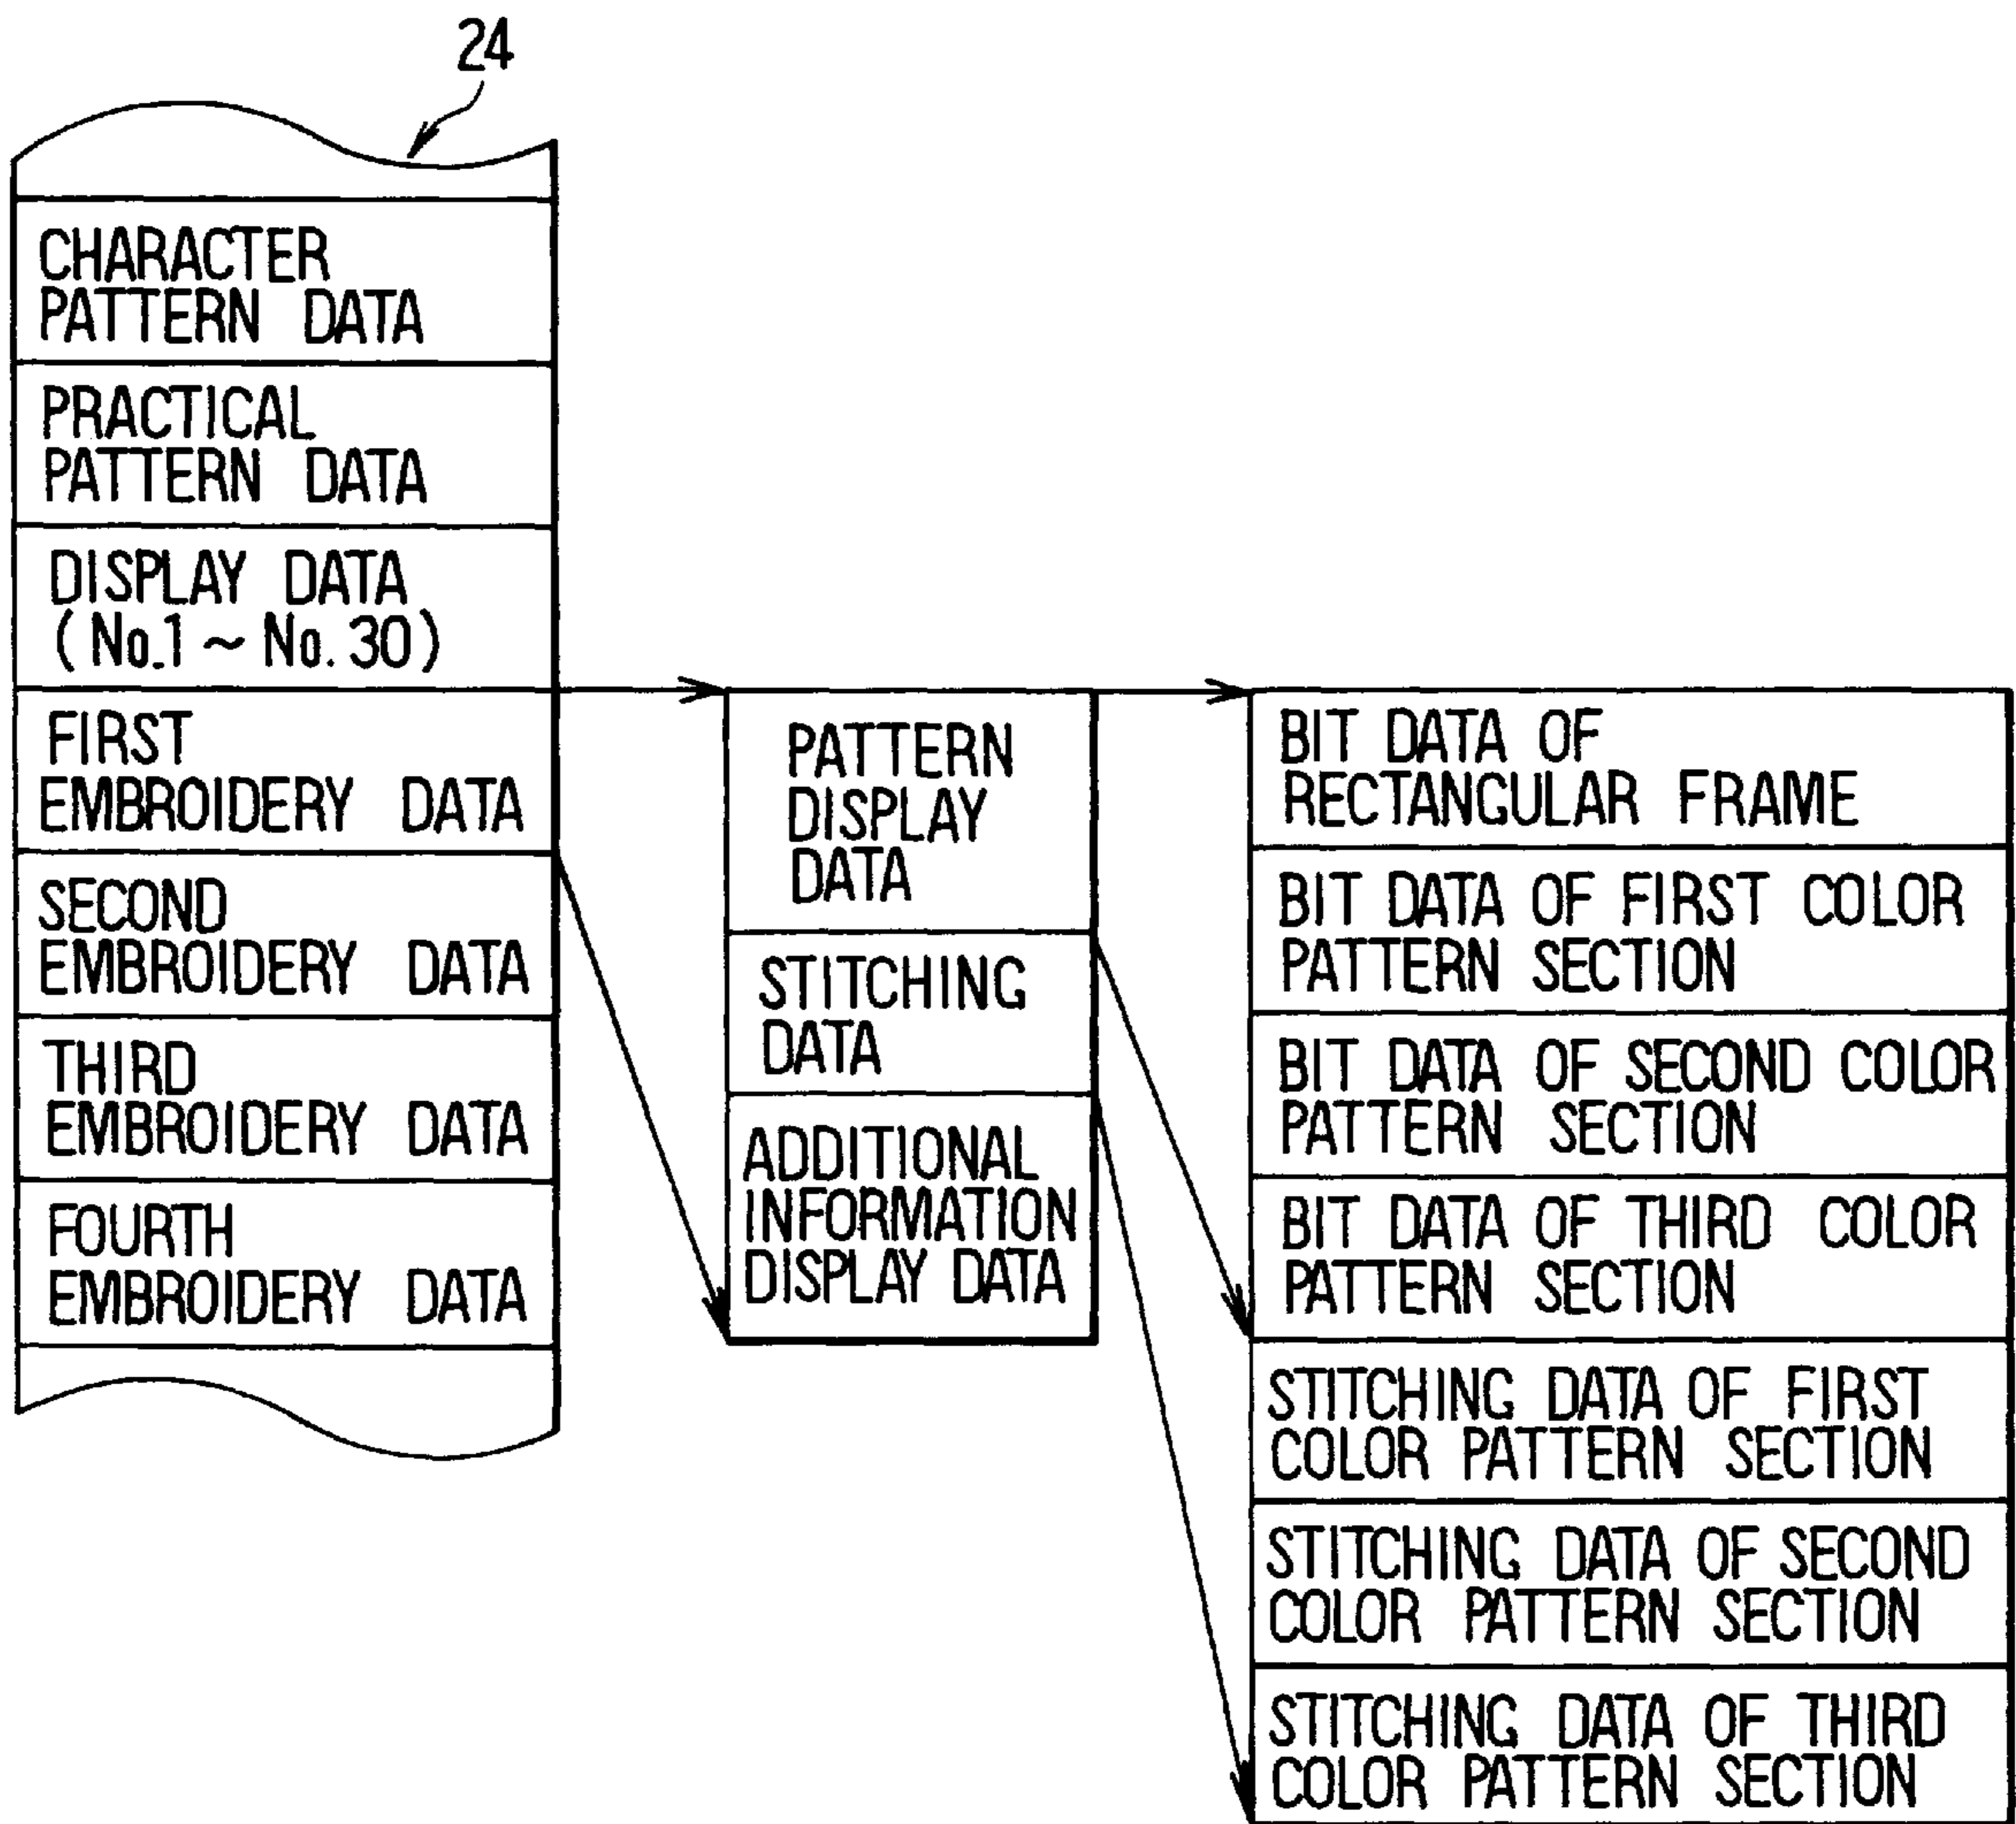 24
CHARACTER
PATTERN DATA
PRACTICAL
PATTERN DATA
DISPLAY DATA
(No.1 ~ No.30)
FIRST
EMBROIDERY DATA
SECOND
EMBROIDERY DATA
THIRD
EMBROIDERY DATA
FOURTH
EMBROIDERY DATA
PATTERN
DISPLAY
DATA
STITCHING
DATA
ADDITIONAL
INFORMATION
DISPLAY DATA
BIT DATA OF
RECTANGULAR FRAME
BIT DATA OF FIRST COLOR
PATTERN SECTION
BIT DATA OF SECOND COLOR
PATTERN SECTION
BIT DATA OF THIRD COLOR
PATTERN SECTION
STITCHING DATA OF FIRST
COLOR PATTERN SECTION
STITCHING DATA OF SECOND
COLOR PATTERN SECTION
STITCHING DATA OF THIRD
COLOR PATTERN SECTION